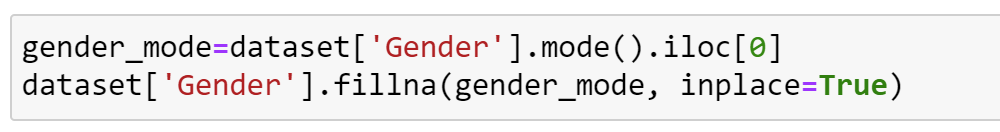 gender_mode=dataset['Gender'].mode().iloc[0]
dataset['Gender'].fillna(gender_mode, inplace=True)